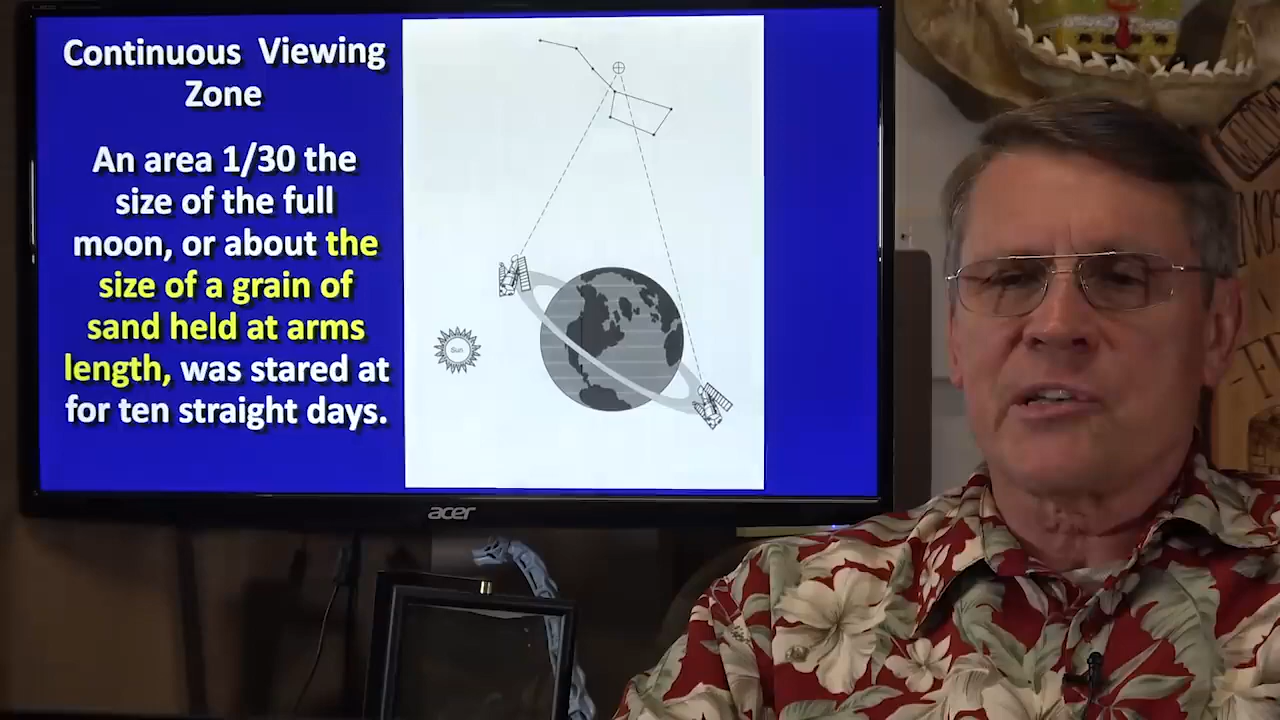 Continuous Viewing
Zone
An area 1/30 the
size of the full
moon, or about the
size of a grain of
sand held at arms
length, was stared at
for ten straight days.
Sun
acer